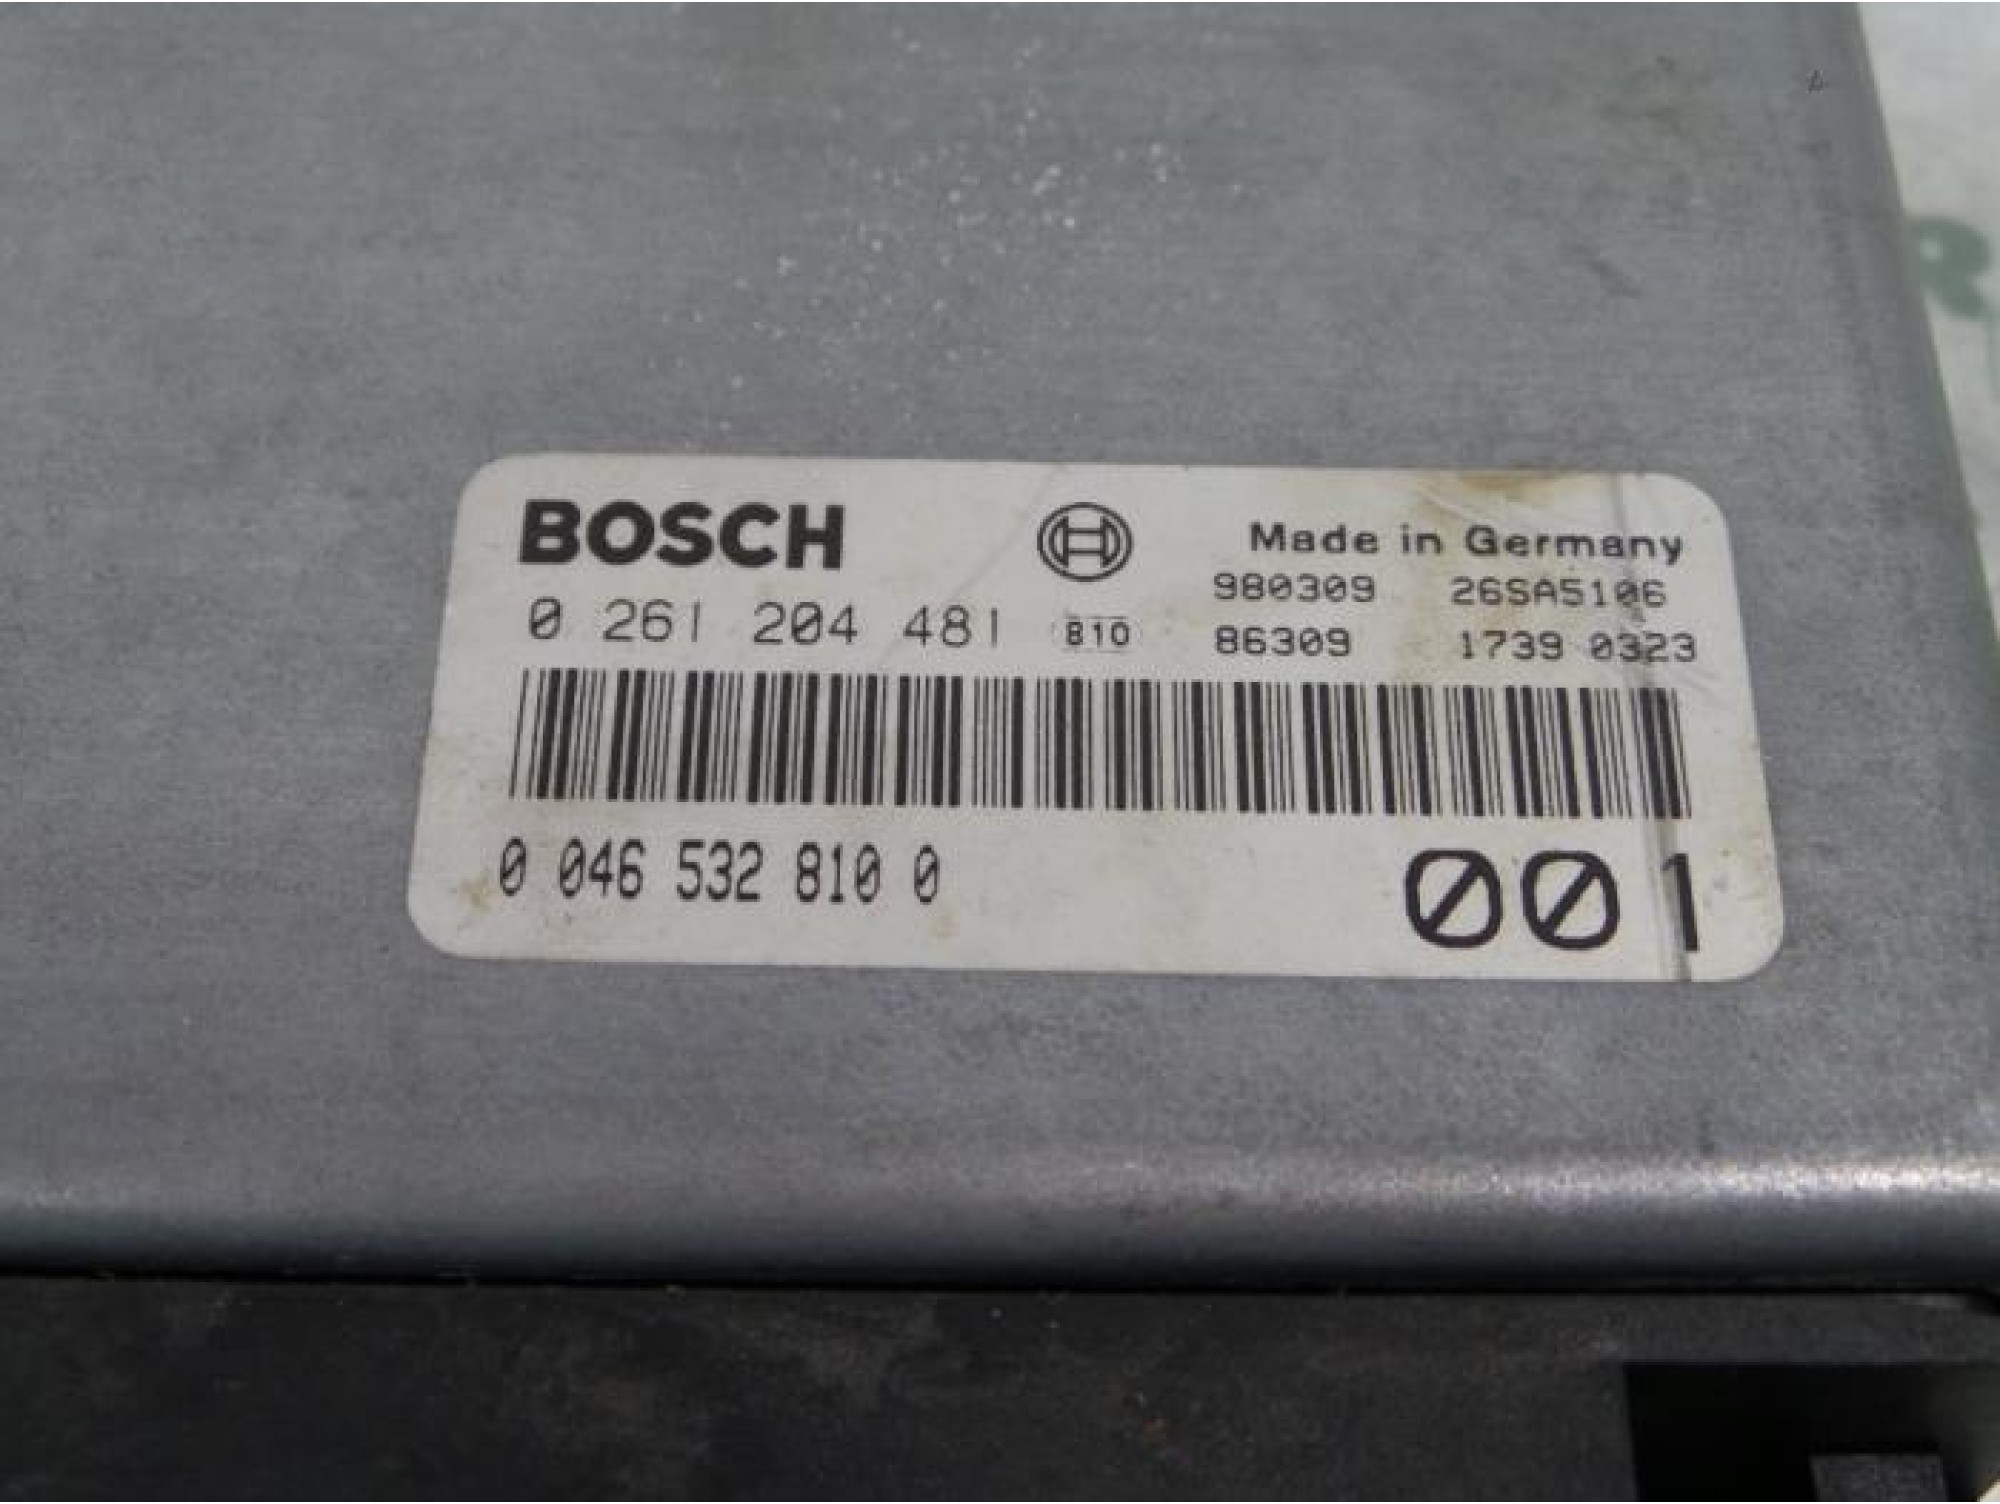 BOSCH
Made in Germany
980309 26SA5106
0 261 204 481 810 86309 1739 0323
0 046 532 810 0 001